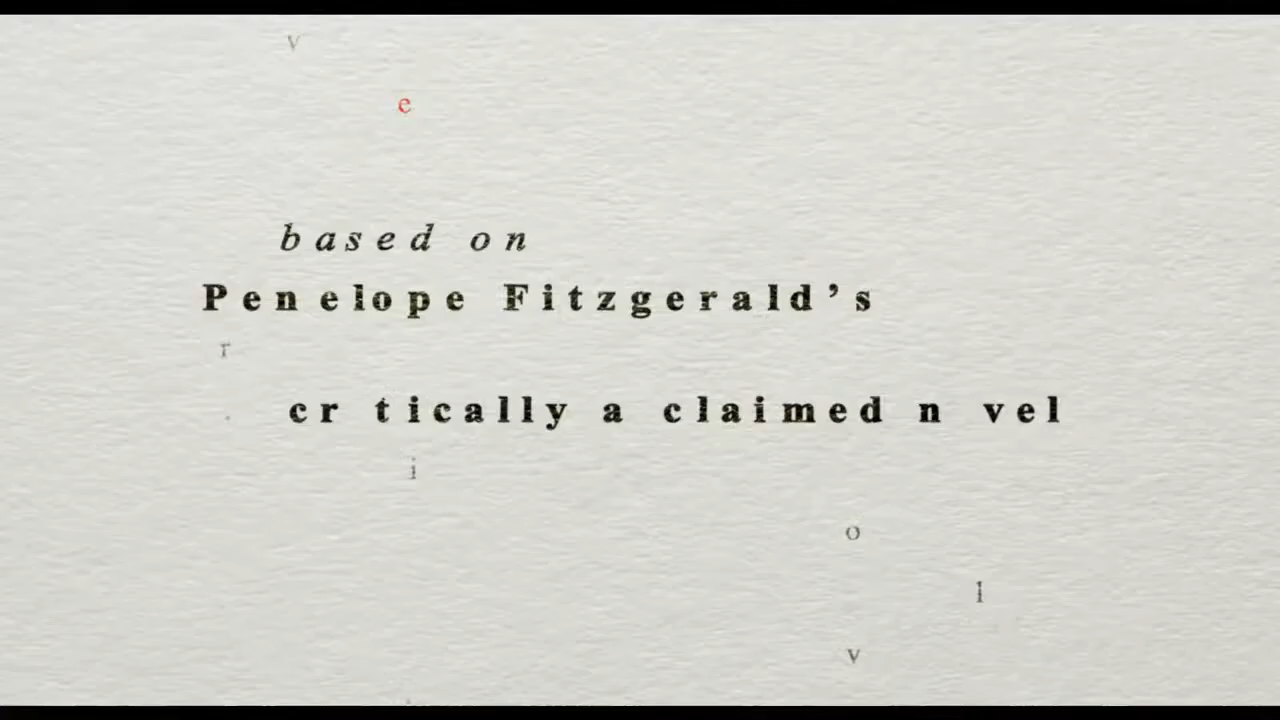 v
e
based on
Penelope Fitzgerald’s
r
cr tically a claimed n vel
i
o
l
v